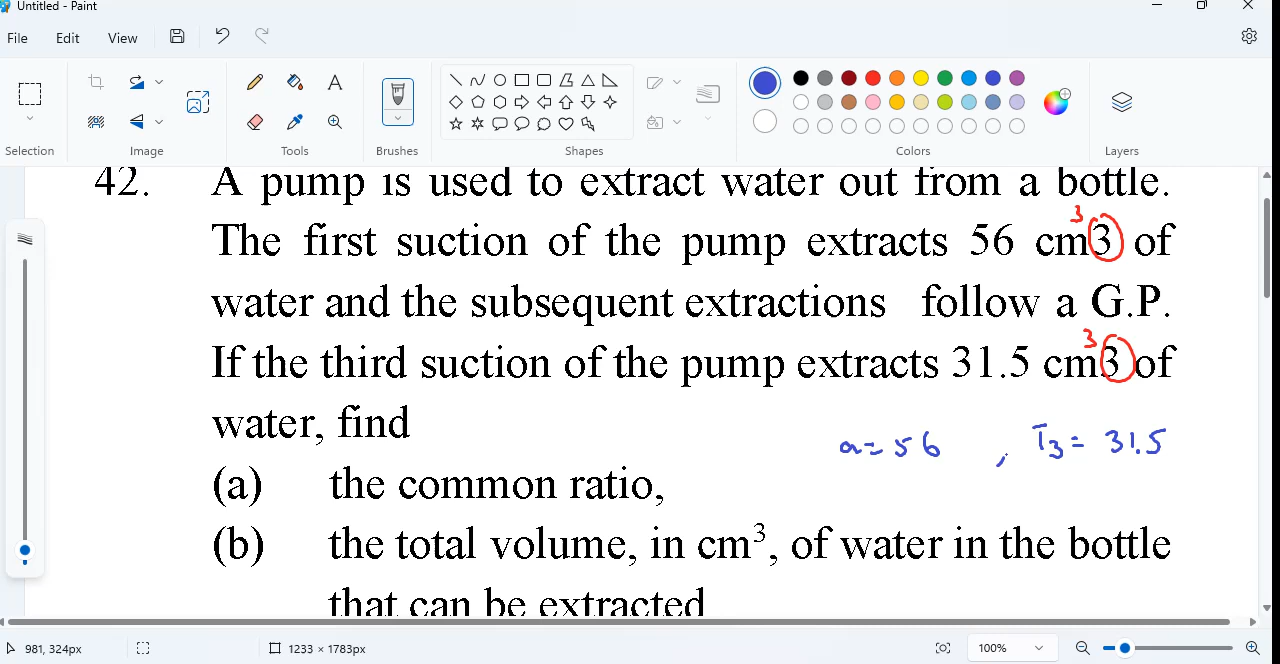 Untitled - Paint
File Edit View
Selection Image Tools Brushes Shapes Colors Layers
42. A pump is used to extract water out from a bottle.
3 3
The first suction of the pump extracts 56 cm3 of
water and the subsequent extractions follow a G.P.
If the third suction of the pump extracts 31.5 cm3 of
water, find
a = 56 , T3 = 31.5
(a) the common ratio,
(b) the total volume, in cm³, of water in the bottle
that can be extracted
981, 324px 1233 × 1783px 100%